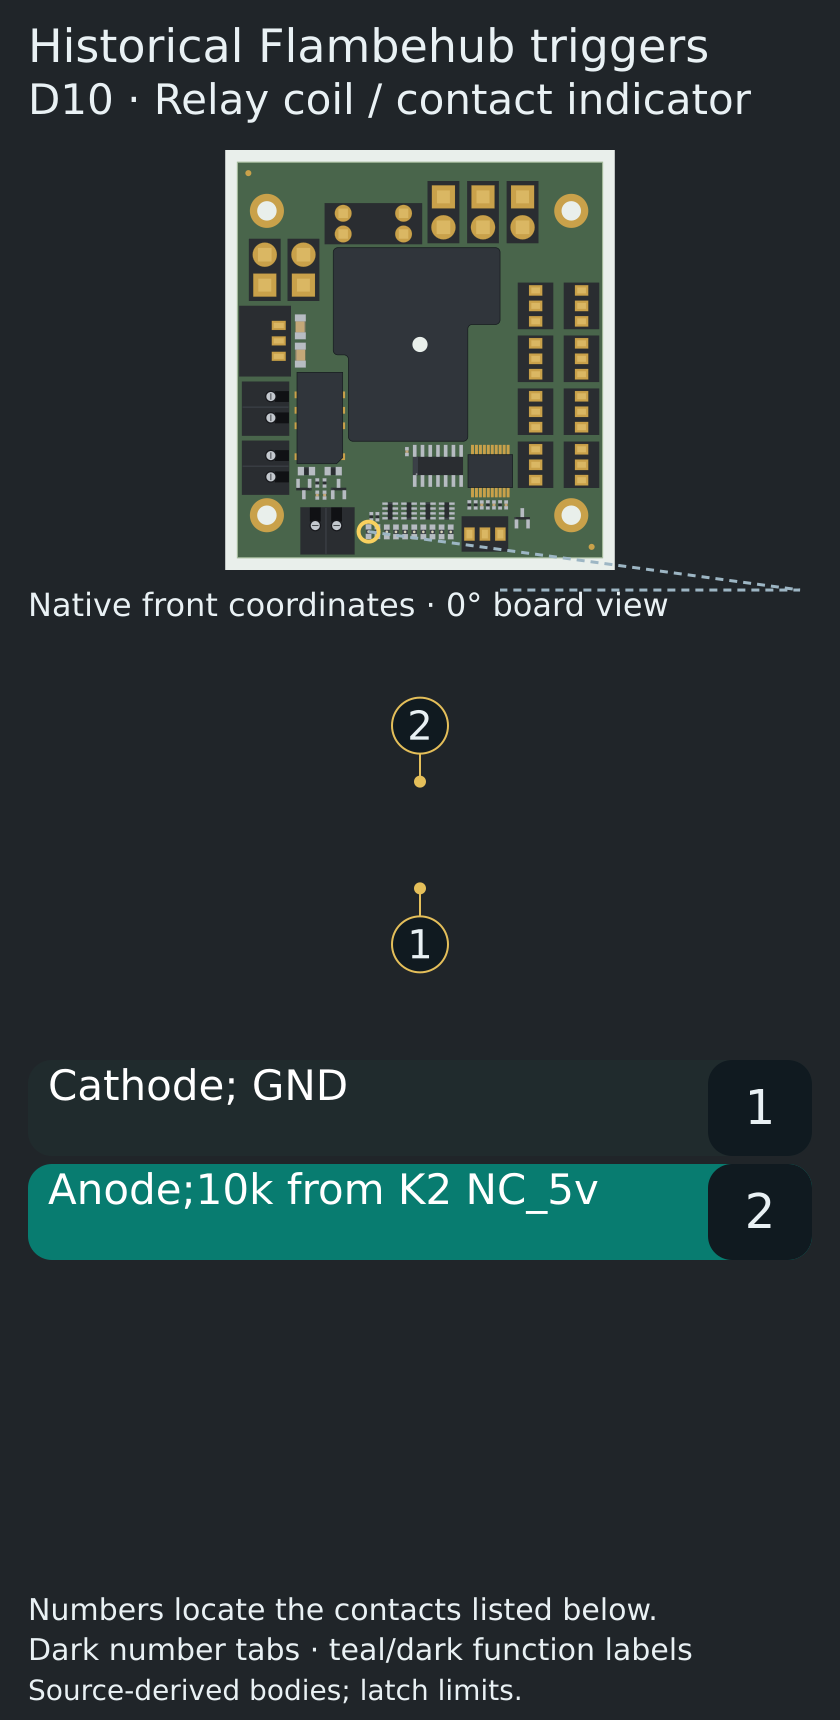 Historical Flambehub triggers
D10 · Relay coil / contact indicator
Native front coordinates · 0° board view
2
1
Cathode; GND
1
Anode;10k from K2 NC_5v
2
Numbers locate the contacts listed below.
Dark number tabs · teal/dark function labels
Source-derived bodies; latch limits.